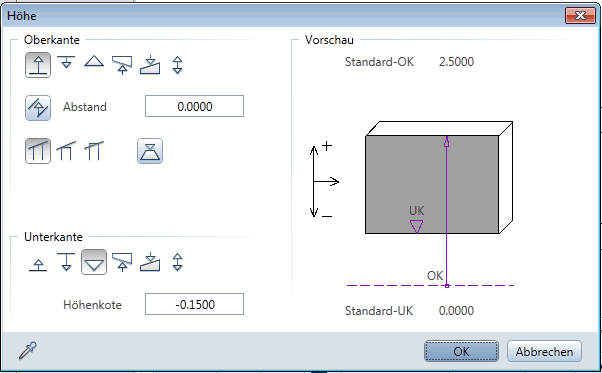 Höhe
Oberkante
Abstand 0.0000
Unterkante
Höhenkote -0.1500
Vorschau
Standard-OK 2.5000
+
−
UK
OK
Standard-UK 0.0000
OK Abbrechen